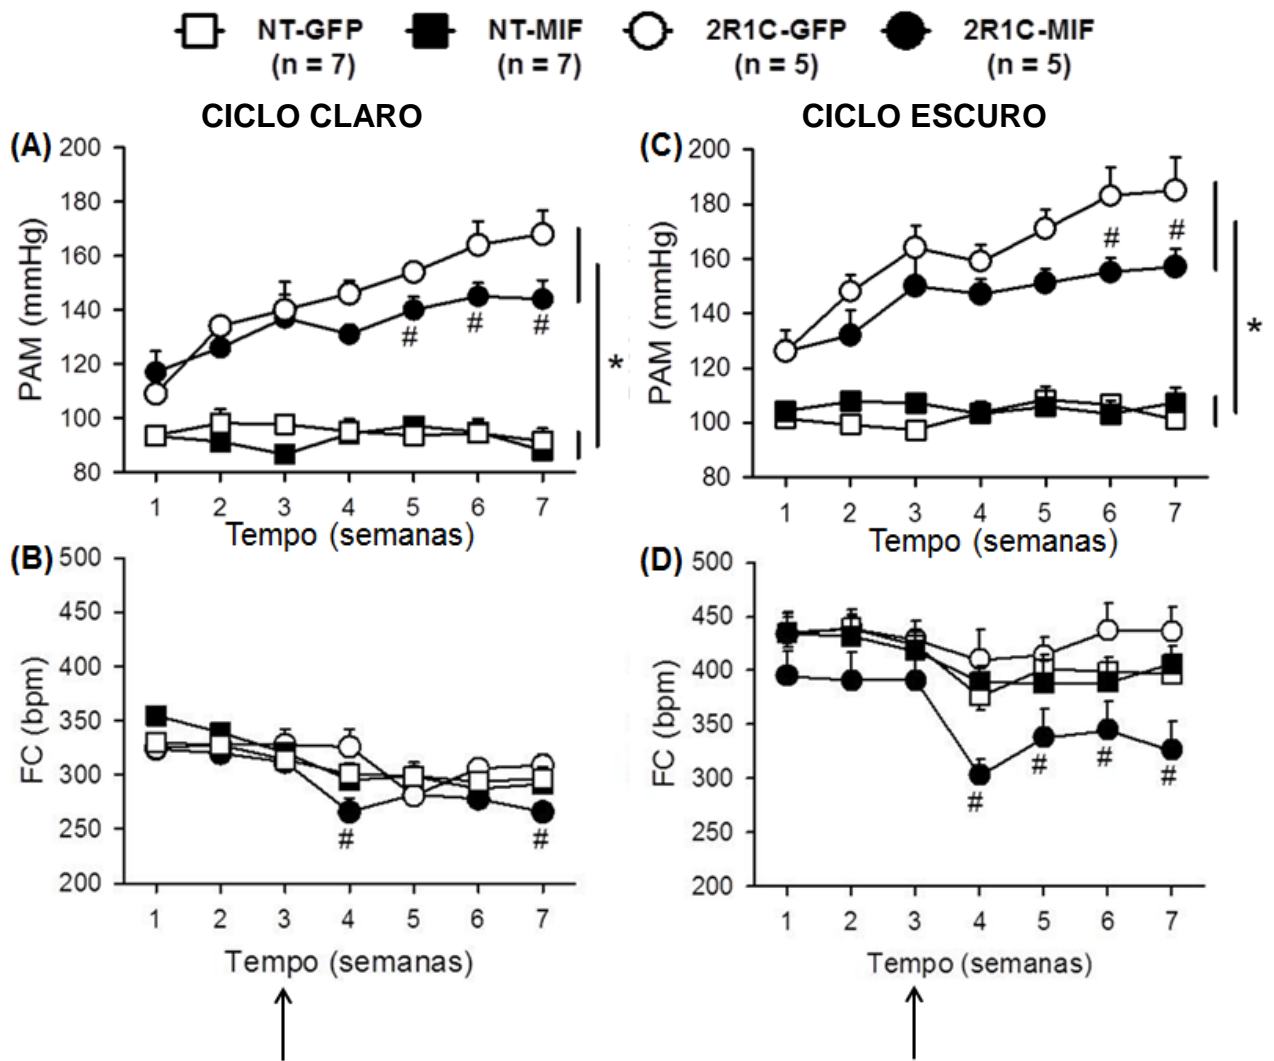 NT-GFP NT-MIF 2R1C-GFP 2R1C-MIF
(n = 7) (n = 7) (n = 5) (n = 5)
CICLO CLARO CICLO ESCURO
(A)
PAM (mmHg)
200
180
160
140
120
100
80
# # #
*
1 2 3 4 5 6 7
Tempo (semanas)
(C)
PAM (mmHg)
200
180
160
140
120
100
80
# #
*
1 2 3 4 5 6 7
Tempo (semanas)
(B)
FC (bpm)
500
450
400
350
300
250
200
# #
1 2 3 4 5 6 7
Tempo (semanas)
(D)
FC (bpm)
500
450
400
350
300
250
200
# # # #
1 2 3 4 5 6 7
Tempo (semanas)